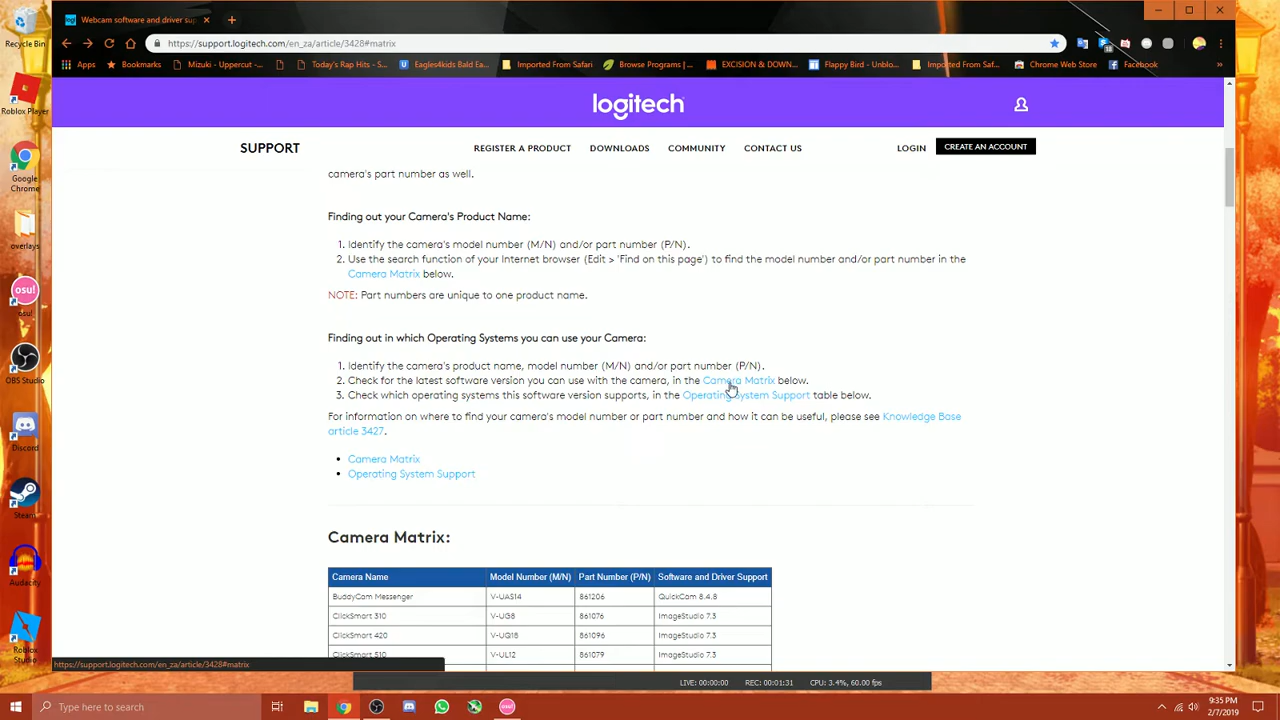 Recycle Bin
Roblox Player
Google Chrome
overlays
osu!
OBS Studio
Discord
Steam
Audacity
Roblox Studio
Webcam software and driver sup
https://support.logitech.com/en_za/article/3428#matrix
Apps Bookmarks Mizuki - Uppercut -... Today's Rap Hits - S... Eagles4kids Bald Ea... Imported From Safari Browse Programs | ... EXCISION & DOWN... Flappy Bird - Unblo... Imported From Saf... Chrome Web Store Facebook
logitech
SUPPORT REGISTER A PRODUCT DOWNLOADS COMMUNITY CONTACT US LOGIN CREATE AN ACCOUNT
camera's part number as well.
Finding out your Camera's Product Name:
1. Identify the camera's model number (M/N) and/or part number (P/N).
2. Use the search function of your Internet browser (Edit > 'Find on this page') to find the model number and/or part number in the
Camera Matrix below.
NOTE: Part numbers are unique to one product name.
Finding out in which Operating Systems you can use your Camera:
1. Identify the camera's product name, model number (M/N) and/or part number (P/N).
2. Check for the latest software version you can use with the camera, in the Camera Matrix below.
3. Check which operating systems this software version supports, in the Operating System Support table below.
For information on where to find your camera's model number or part number and how it can be useful, please see Knowledge Base
article 3427.
• Camera Matrix
• Operating System Support
Camera Matrix:
Camera Name Model Number (M/N) Part Number (P/N) Software and Driver Support
BuddyCam Messenger V-UAS14 861206 QuickCam 8.4.8
ClickSmart 310 V-UG8 861076 ImageStudio 7.3
ClickSmart 420 V-UG18 861096 ImageStudio 7.3
ClickSmart 510 V-UL12 861079 ImageStudio 7.3
https://support.logitech.com/en_za/article/3428#matrix
LIVE: 00:00:00 REC: 00:01:31 CPU: 3.4%, 60.00 fps
Type here to search
9:35 PM
2/7/2019